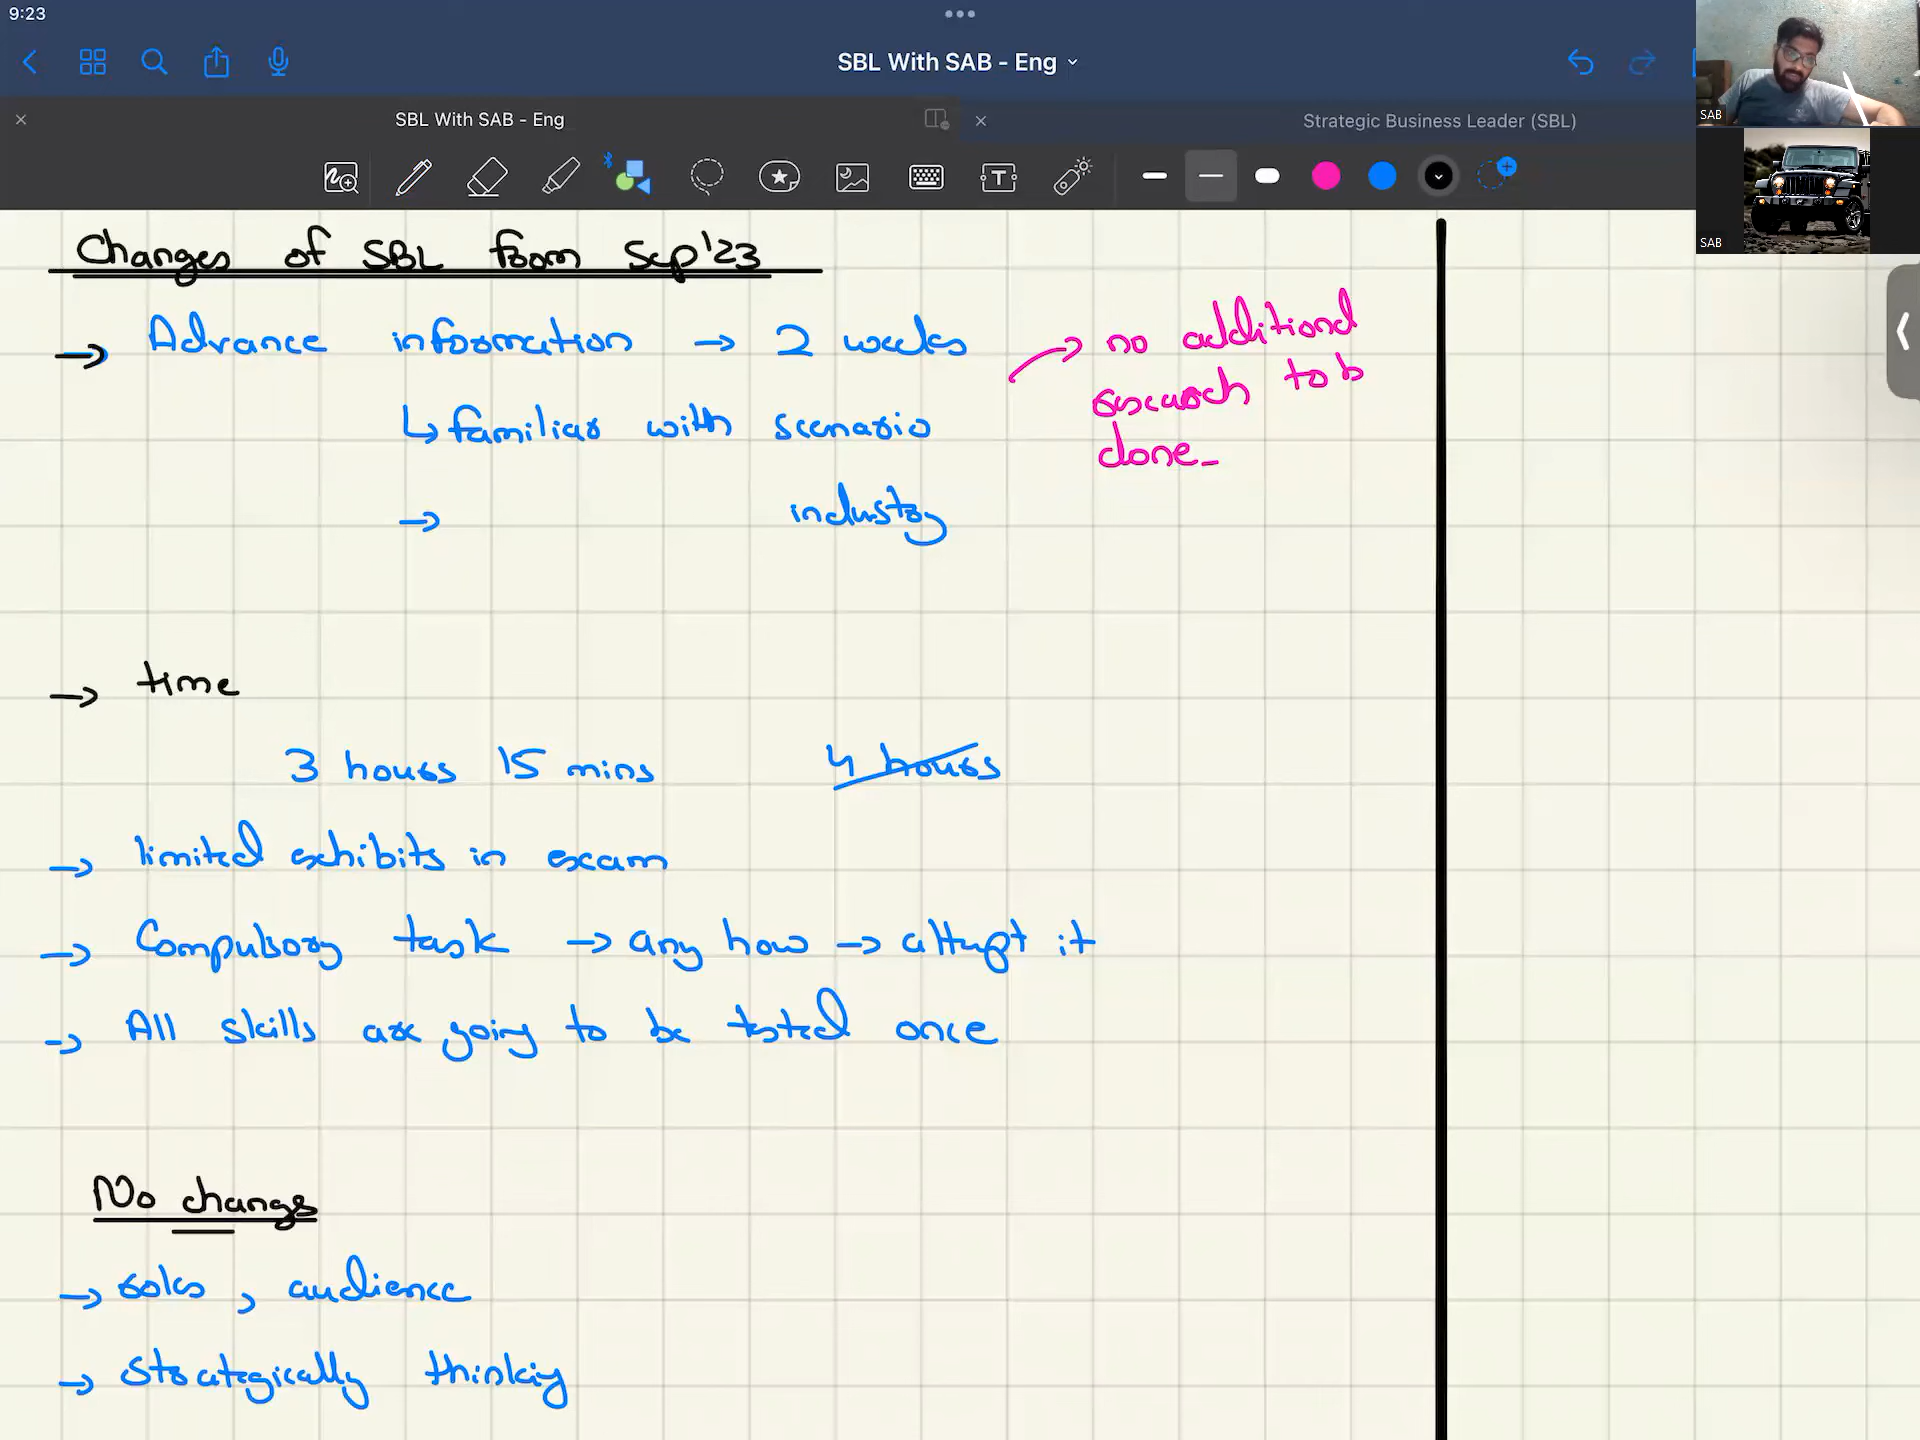 9:23
SBL With SAB - Eng
SBL With SAB - Eng
Strategic Business Leader (SBL)
SAB
SAB
Changes of SBL from Sep'23
→ Advance information → 2 weeks
→ no additional
research to b
done
↳ familiar with scenario
→ industry
→ time
3 hours 15 mins 4 hours
→ limited exhibits in exam
→ Compulsory task → any how → attempt it
→ All skills are going to be tested once
No changes
→ roles, audience
→ strategically thinking